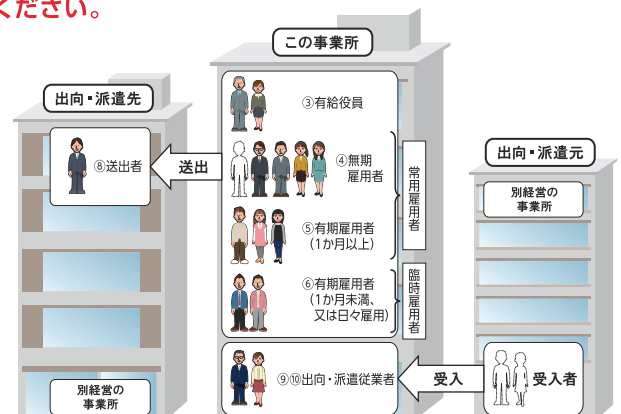 ください。
この事業所
出向・派遣先
出向・派遣元
③有給役員
⑧送出者
送出
④無期
雇用者
常用雇用者
⑤有期雇用者
(1か月以上)
⑥有期雇用者
(1か月未満、
又は日々雇用)
臨時雇用者
別経営の
事業所
⑨⑩出向・派遣従業者
受入
受入者
別経営の
事業所